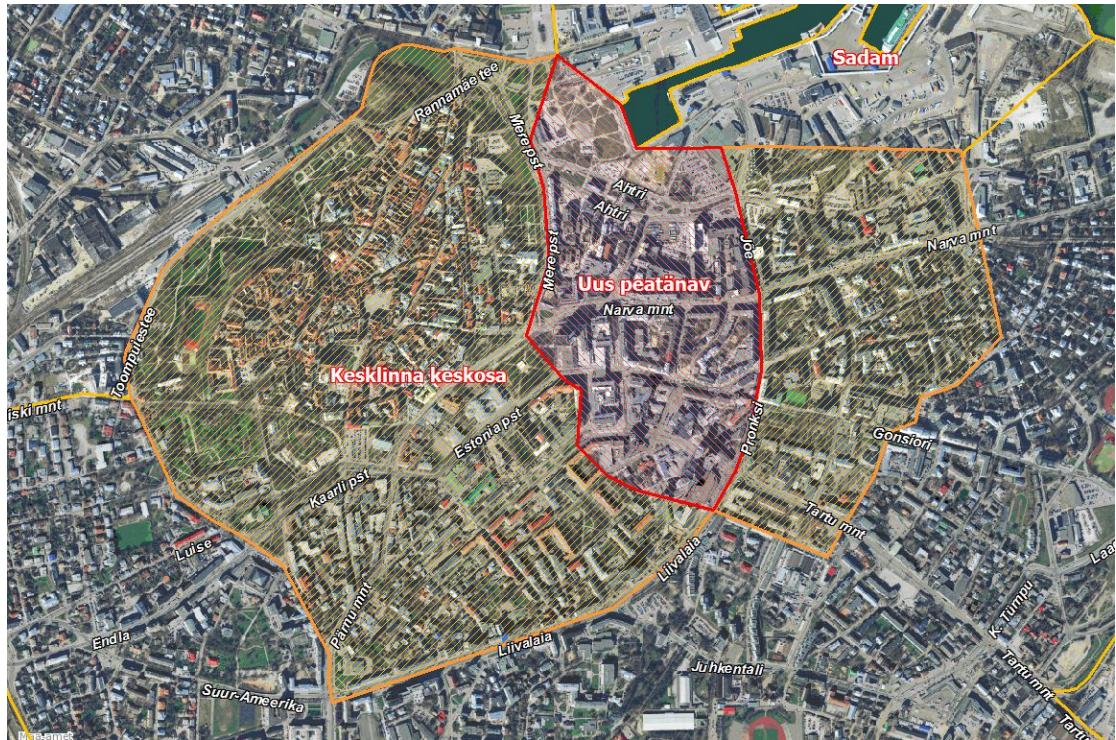 Sadam
Rannamäe tee
Mere pst
Ahtri
Ahtri
Narva mnt
Jõe
Mere pst
Uus peatänav
Narva mnt
Toompuiestee
Kesklinna keskosa
iski mnt
Estonia pst
Pronksi
Gonsiori
Kaarli pst
Tartu mnt
Luise
Liivalaia
Pärnu mnt
K. Türnpu
Endla
Liivalaia
Juhkentali
Tartu mnt
Suur-Ameerika
Maa-amet